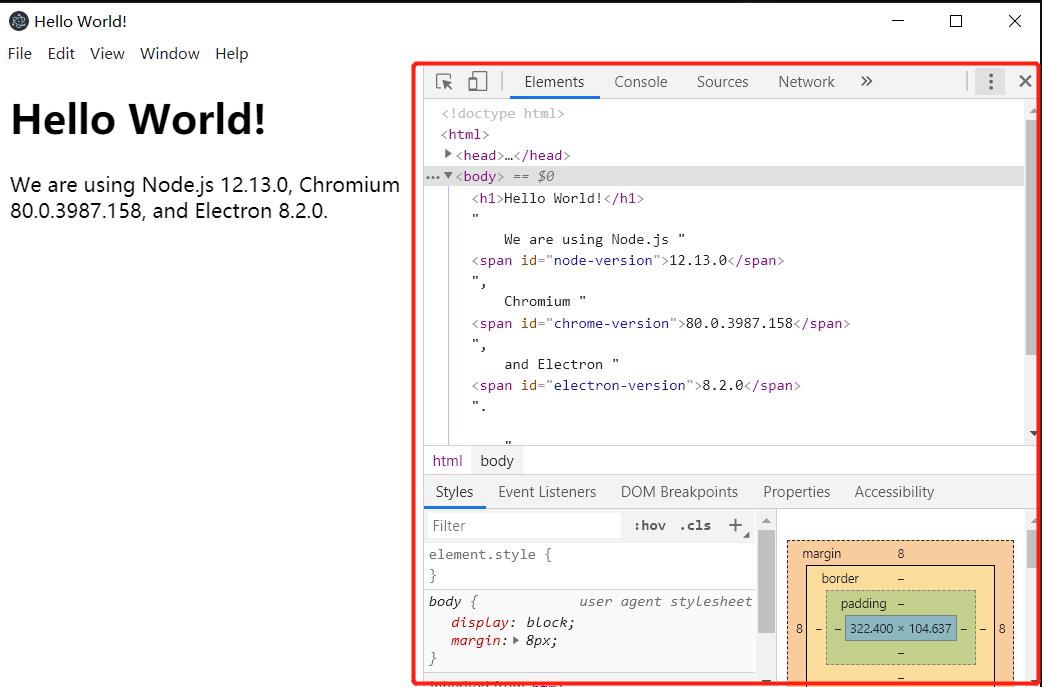 Hello World!
File Edit View Window Help
Hello World!
We are using Node.js 12.13.0, Chromium
80.0.3987.158, and Electron 8.2.0.
Elements Console Sources Network »
<!doctype html>
<html>
<head>…</head>
<body> == $0
<h1>Hello World!</h1>
"
We are using Node.js "
<span id="node-version">12.13.0</span>
",
Chromium "
<span id="chrome-version">80.0.3987.158</span>
",
and Electron "
<span id="electron-version">8.2.0</span>
".
"
html body
Styles Event Listeners DOM Breakpoints Properties Accessibility
Filter :hov .cls +
element.style {
}
body { user agent stylesheet
display: block;
margin: 8px;
}
margin 8
border –
padding –
8 – – 322.400 × 104.637 – – 8
–
–